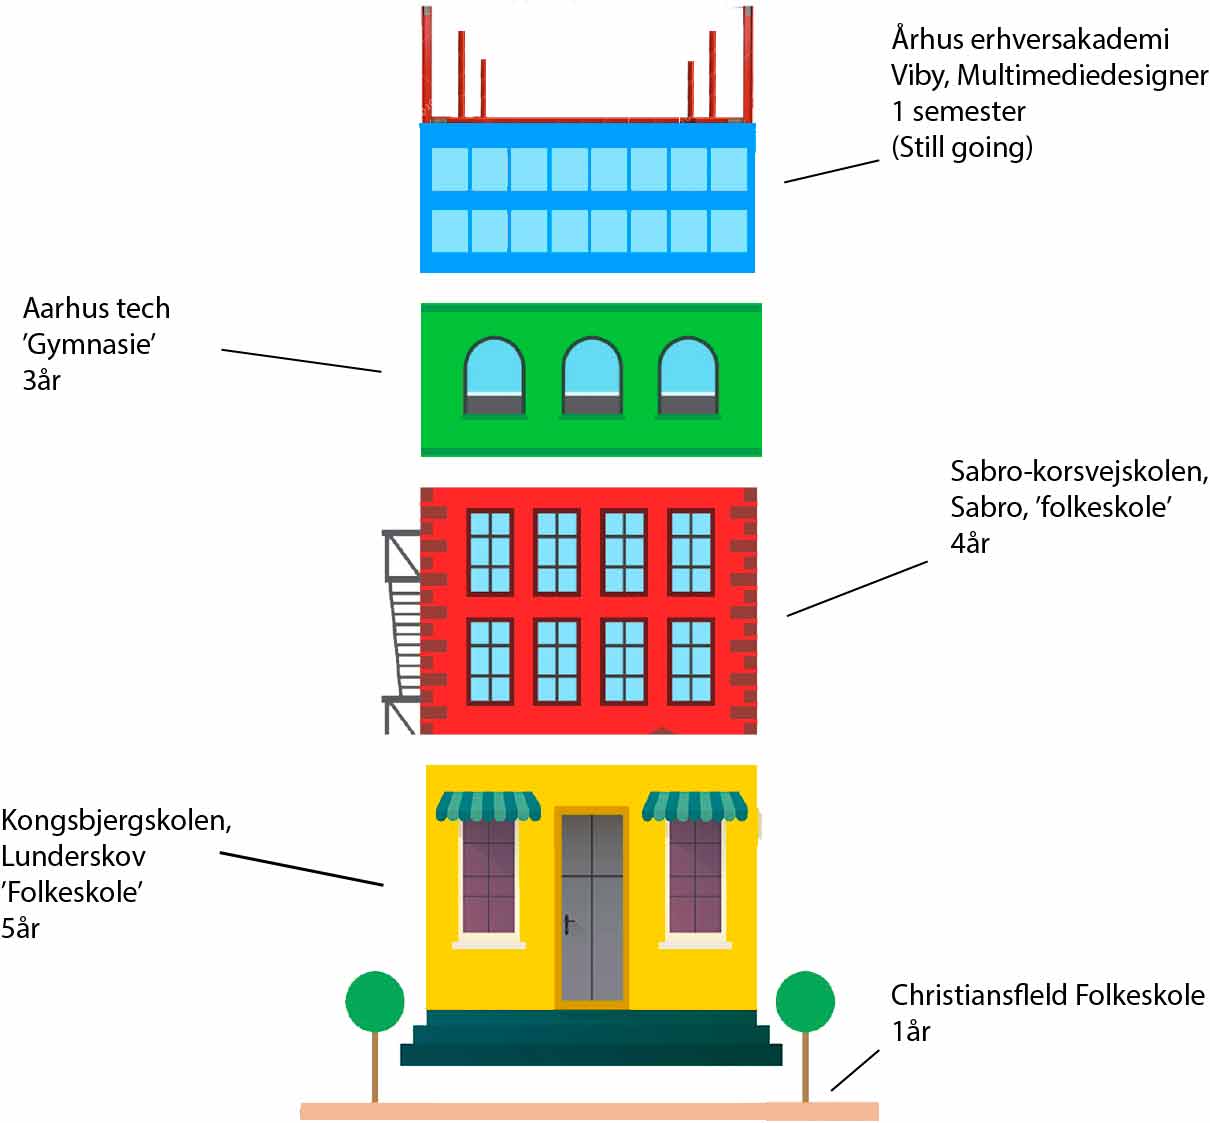 Århus erhversakademi
Viby, Multimediedesigner
1 semester
(Still going)
Aarhus tech
’Gymnasie’
3år
Sabro-korsvejskolen,
Sabro, ’folkeskole’
4år
Kongsbjergskolen,
Lunderskov
’Folkeskole’
5år
Christiansfleld Folkeskole
1år